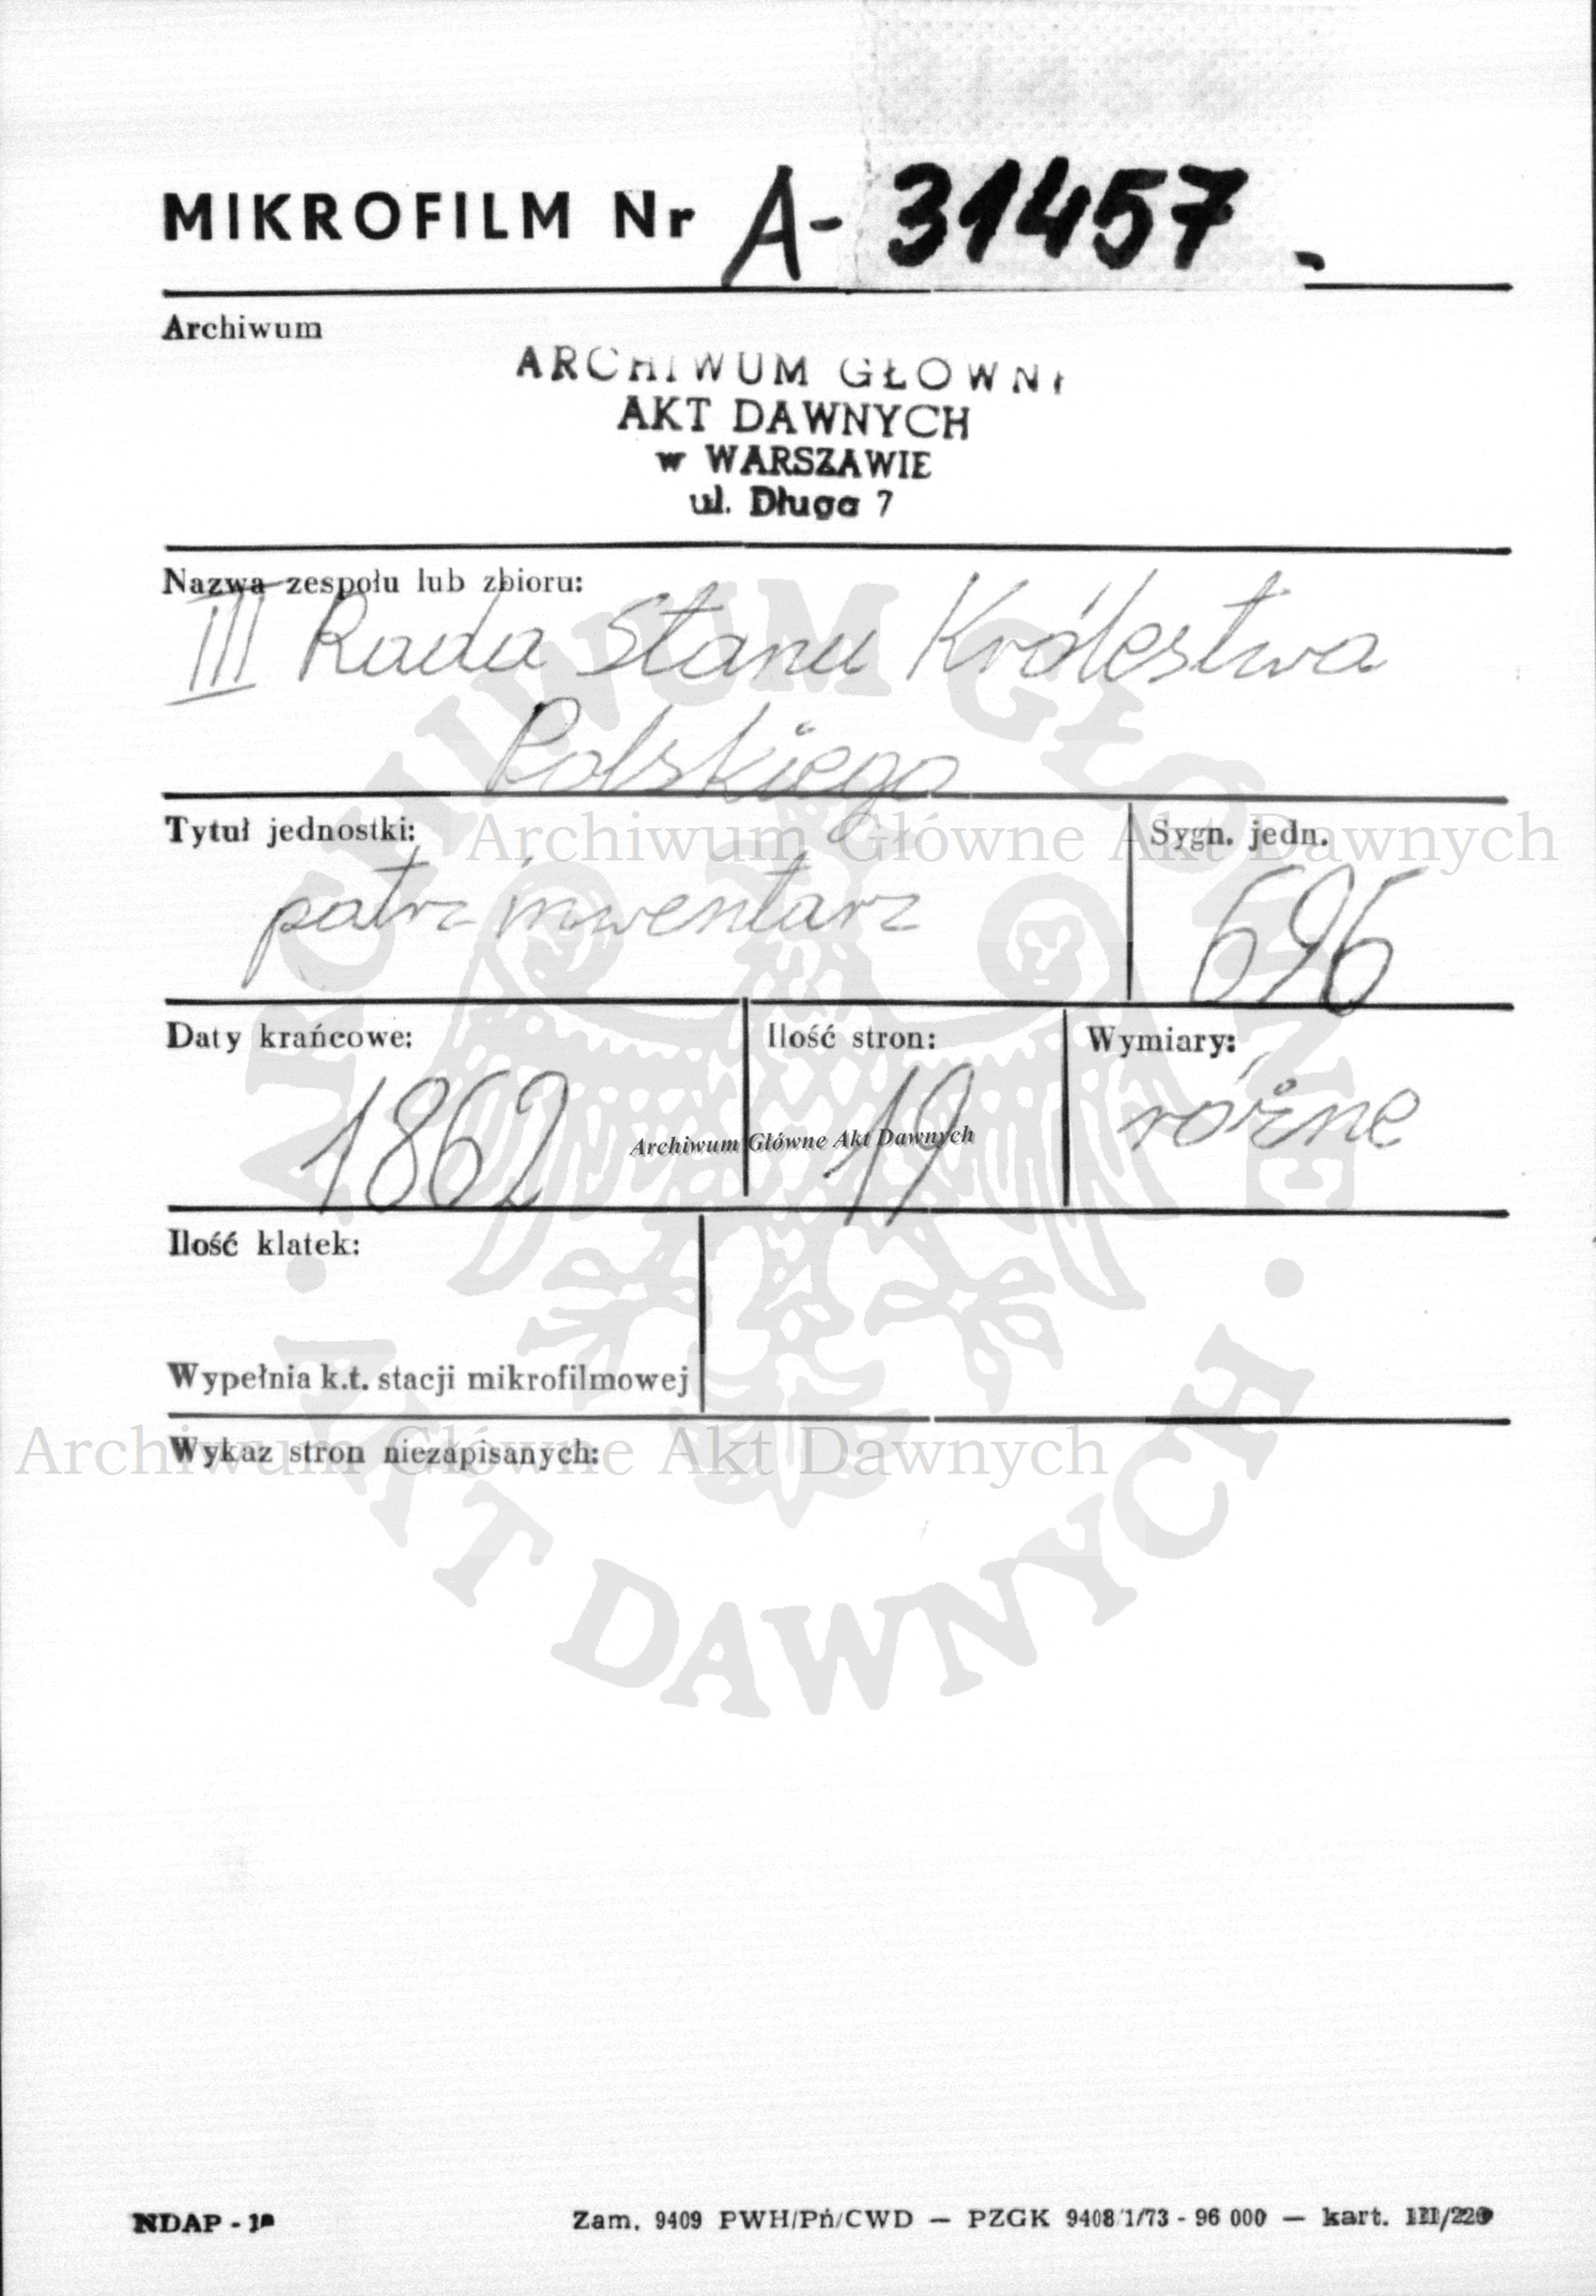 MIKROFILM Nr A- 31457
Archiwum
ARCHIWUM GŁÓWNE
AKT DAWNYCH
w WARSZAWIE
ul. Długa 7
Nazwa zespołu lub zbioru:
III Rada Stanu Królestwa
Polskiego
Tytuł jednostki: Sygn. jedn.
Archiwum Główne Akt Dawnych
patrz inwentarz 696
Daty krańcowe: Ilość stron: Wymiary:
1862 19 różne
Archiwum Główne Akt Dawnych
Ilość klatek:
Wypełnia k.t. stacji mikrofilmowej
Wykaz stron niezapisanych:
Archiwum Główne Akt Dawnych
ARCHIWUM GŁÓWNE
· AKT DAWNYCH ·
NDAP - 1a
Zam. 9409 PWH/Pń/CWD — PZGK 9408/1/73 - 96 000 — kart.